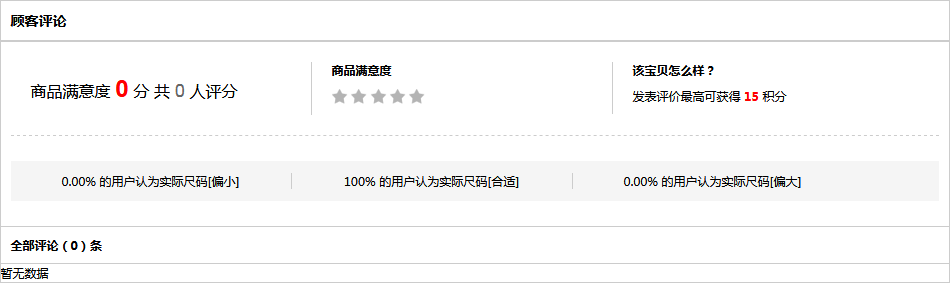 顾客评论
商品满意度 0 分 共 0 人评分
商品满意度
该宝贝怎么样？
发表评价最高可获得 15 积分
0.00% 的用户认为实际尺码[偏小]
100% 的用户认为实际尺码[合适]
0.00% 的用户认为实际尺码[偏大]
全部评论（0）条
暂无数据